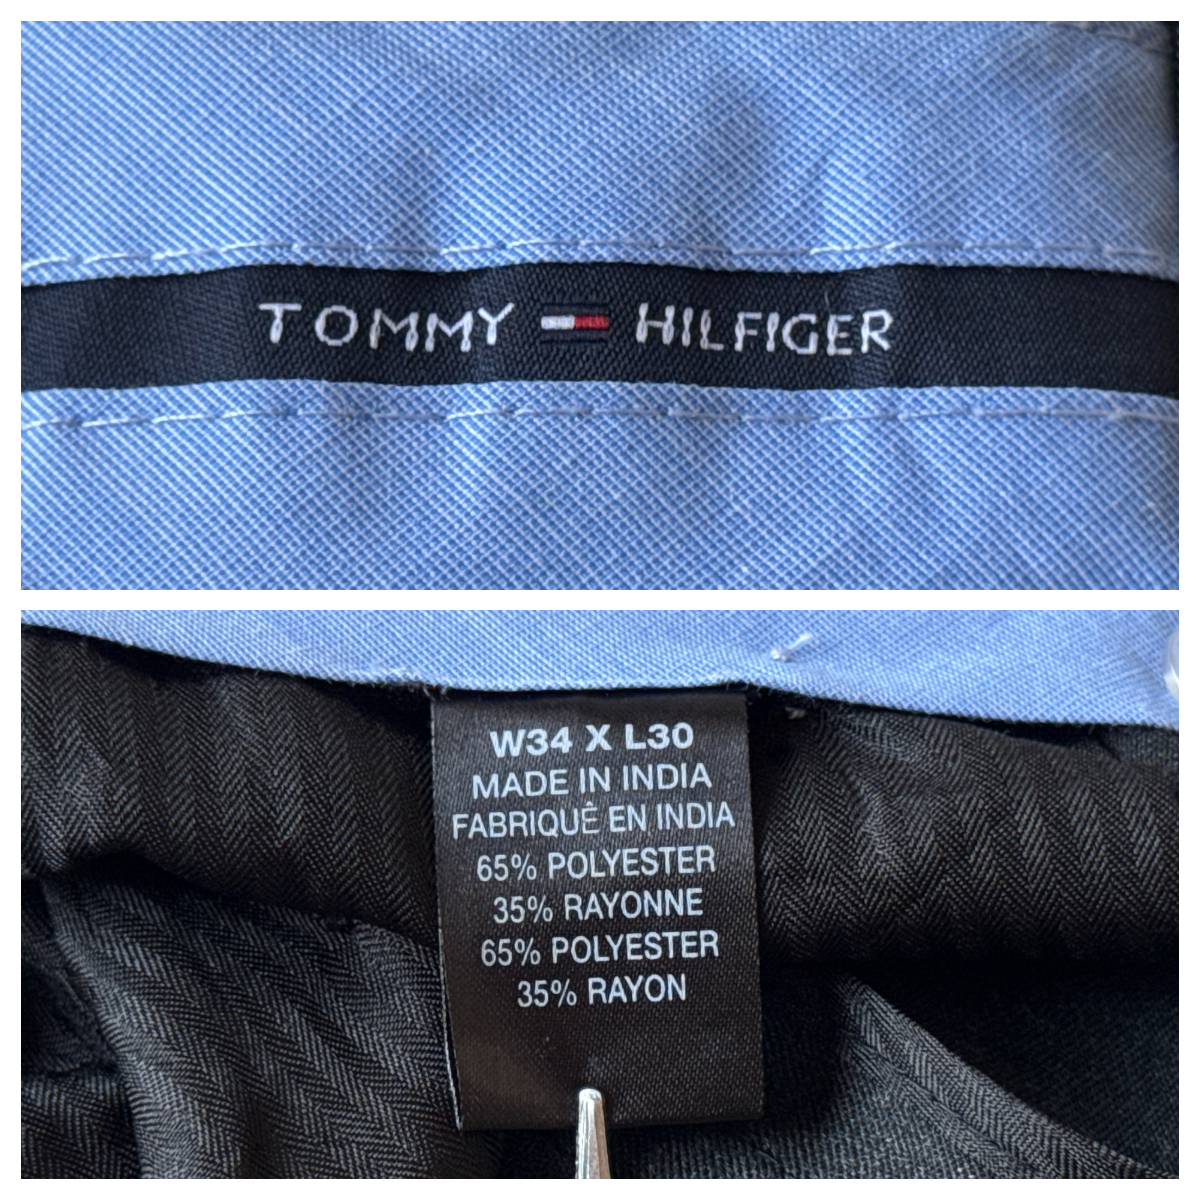 TOMMY HILFIGER
W34 X L30
MADE IN INDIA
FABRIQUÊ EN INDIA
65% POLYESTER
35% RAYONNE
65% POLYESTER
35% RAYON